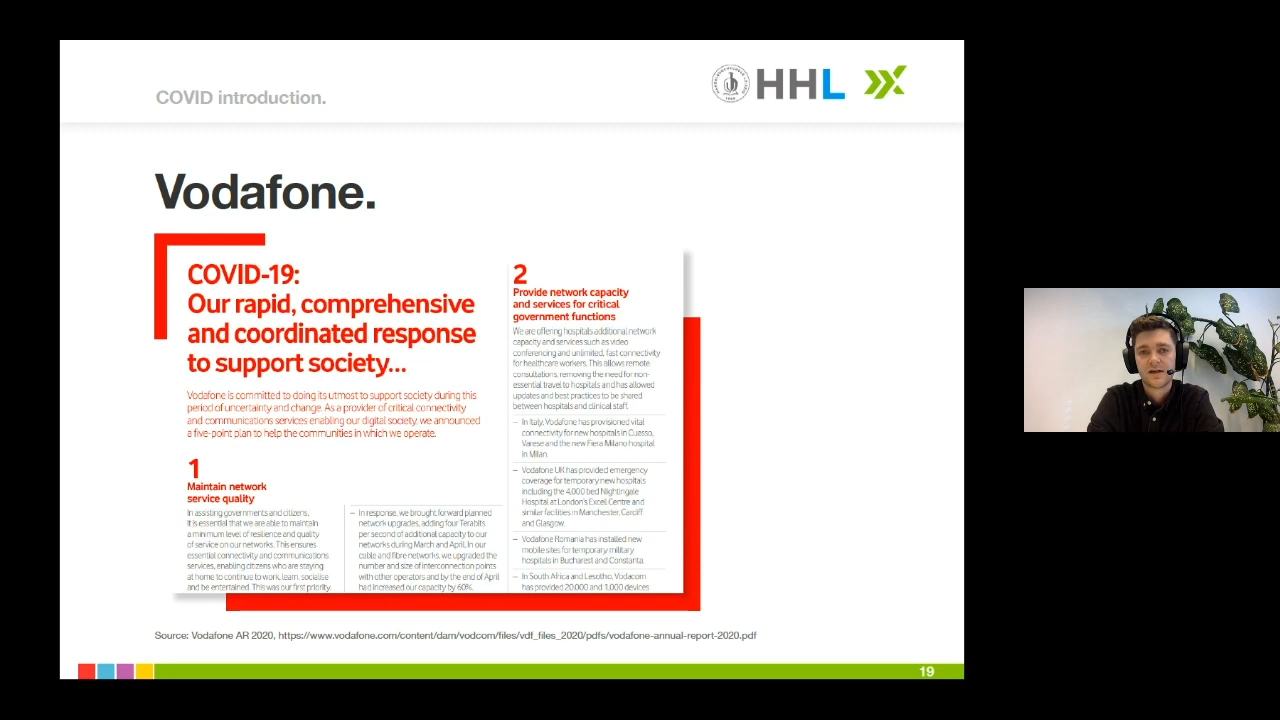 COVID introduction.
HHL
Vodafone.
COVID-19:
Our rapid, comprehensive
and coordinated response
to support society...
Vodafone is committed to doing its utmost to support society during this
period of uncertainty and change. As a provider of critical connectivity
and communications services enabling our digital society, we announced
a five-point plan to help the communities in which we operate.
1
Maintain network
service quality
In assisting governments and citizens,
it is essential that we are able to maintain
a minimum level of resilience and quality
of service on our networks. This ensures
essential connectivity and communications
services, enabling citizens who are staying
at home to continue to work, learn, socialise
and be entertained. This was our first priority.
– In response, we brought forward planned
network upgrades, adding four Terabits
per second of additional capacity to our
networks during March and April. In our
cable and fibre networks, we upgraded the
number and size of interconnection points
with other operators and by the end of April
had increased our capacity by 60%.
2
Provide network capacity
and services for critical
government functions
We are offering hospitals additional network
capacity and services such as video
conferencing and unlimited, fast connectivity
for healthcare workers. This allows remote
consultations, removing the need for non-
essential travel to hospitals and has allowed
updates and best practices to be shared
between hospitals and clinical staff.
– In Italy, Vodafone has provisioned vital
connectivity for new hospitals in Cuasso,
Varese and the new Fiera Milano hospital
in Milan.
– Vodafone UK has provided emergency
coverage for temporary new hospitals
including the 4,000 bed Nightingale
Hospital at London's Excel Centre and
similar facilities in Manchester, Cardiff
and Glasgow.
– Vodafone Romania has installed new
mobile sites for temporary military
hospitals in Bucharest and Constanta.
– In South Africa and Lesotho, Vodacom
has provided 20,000 and 1,000 devices
Source: Vodafone AR 2020, https://www.vodafone.com/content/dam/vodcom/files/vdf_files_2020/pdfs/vodafone-annual-report-2020.pdf
19